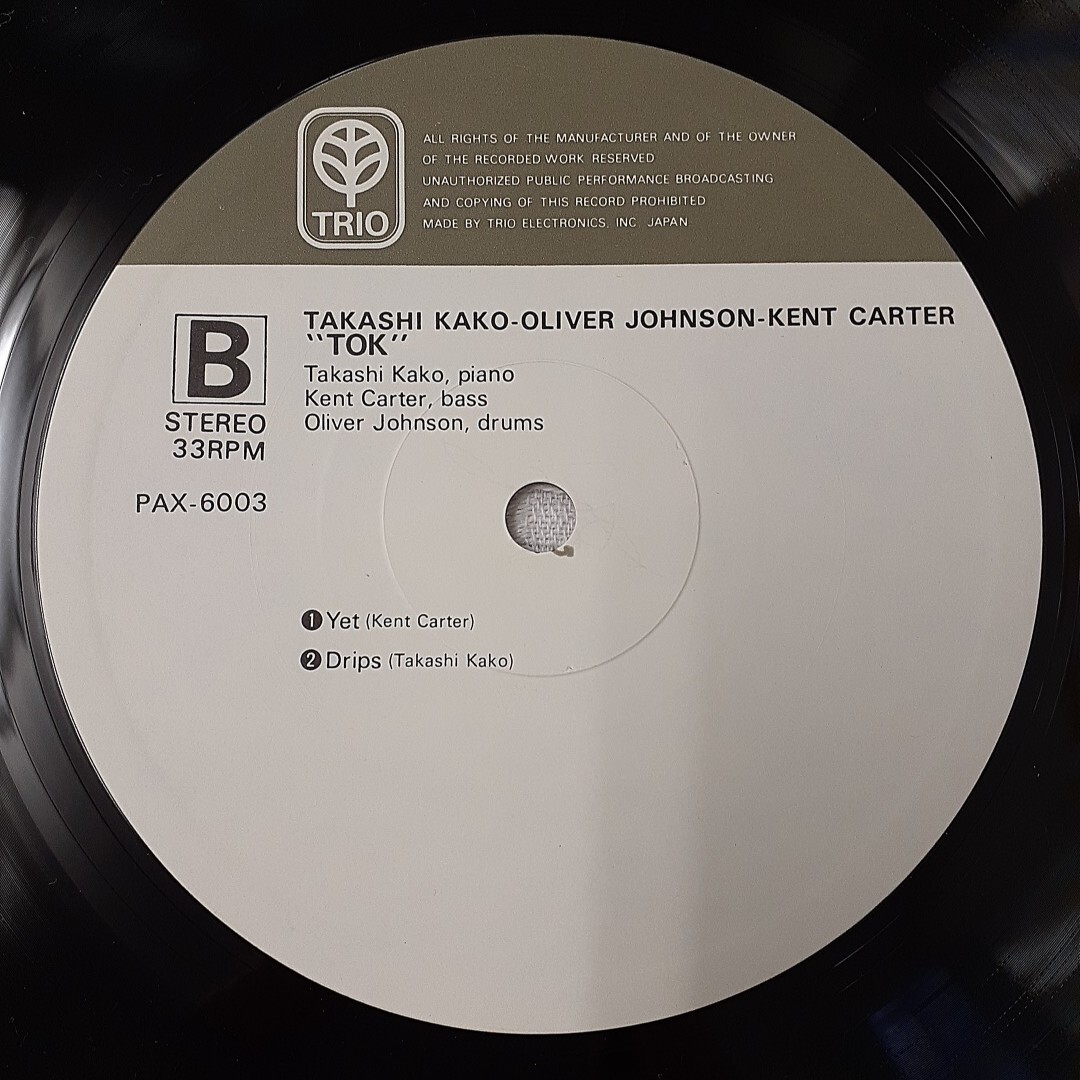 TRIO
ALL RIGHTS OF THE MANUFACTURER AND OF THE OWNER
OF THE RECORDED WORK RESERVED
UNAUTHORIZED PUBLIC PERFORMANCE BROADCASTING
AND COPYING OF THIS RECORD PROHIBITED
MADE BY TRIO ELECTRONICS, INC. JAPAN
B
STEREO
33RPM
PAX-6003
TAKASHI KAKO-OLIVER JOHNSON-KENT CARTER
"TOK"
Takashi Kako, piano
Kent Carter, bass
Oliver Johnson, drums
❶ Yet (Kent Carter)
❷ Drips (Takashi Kako)